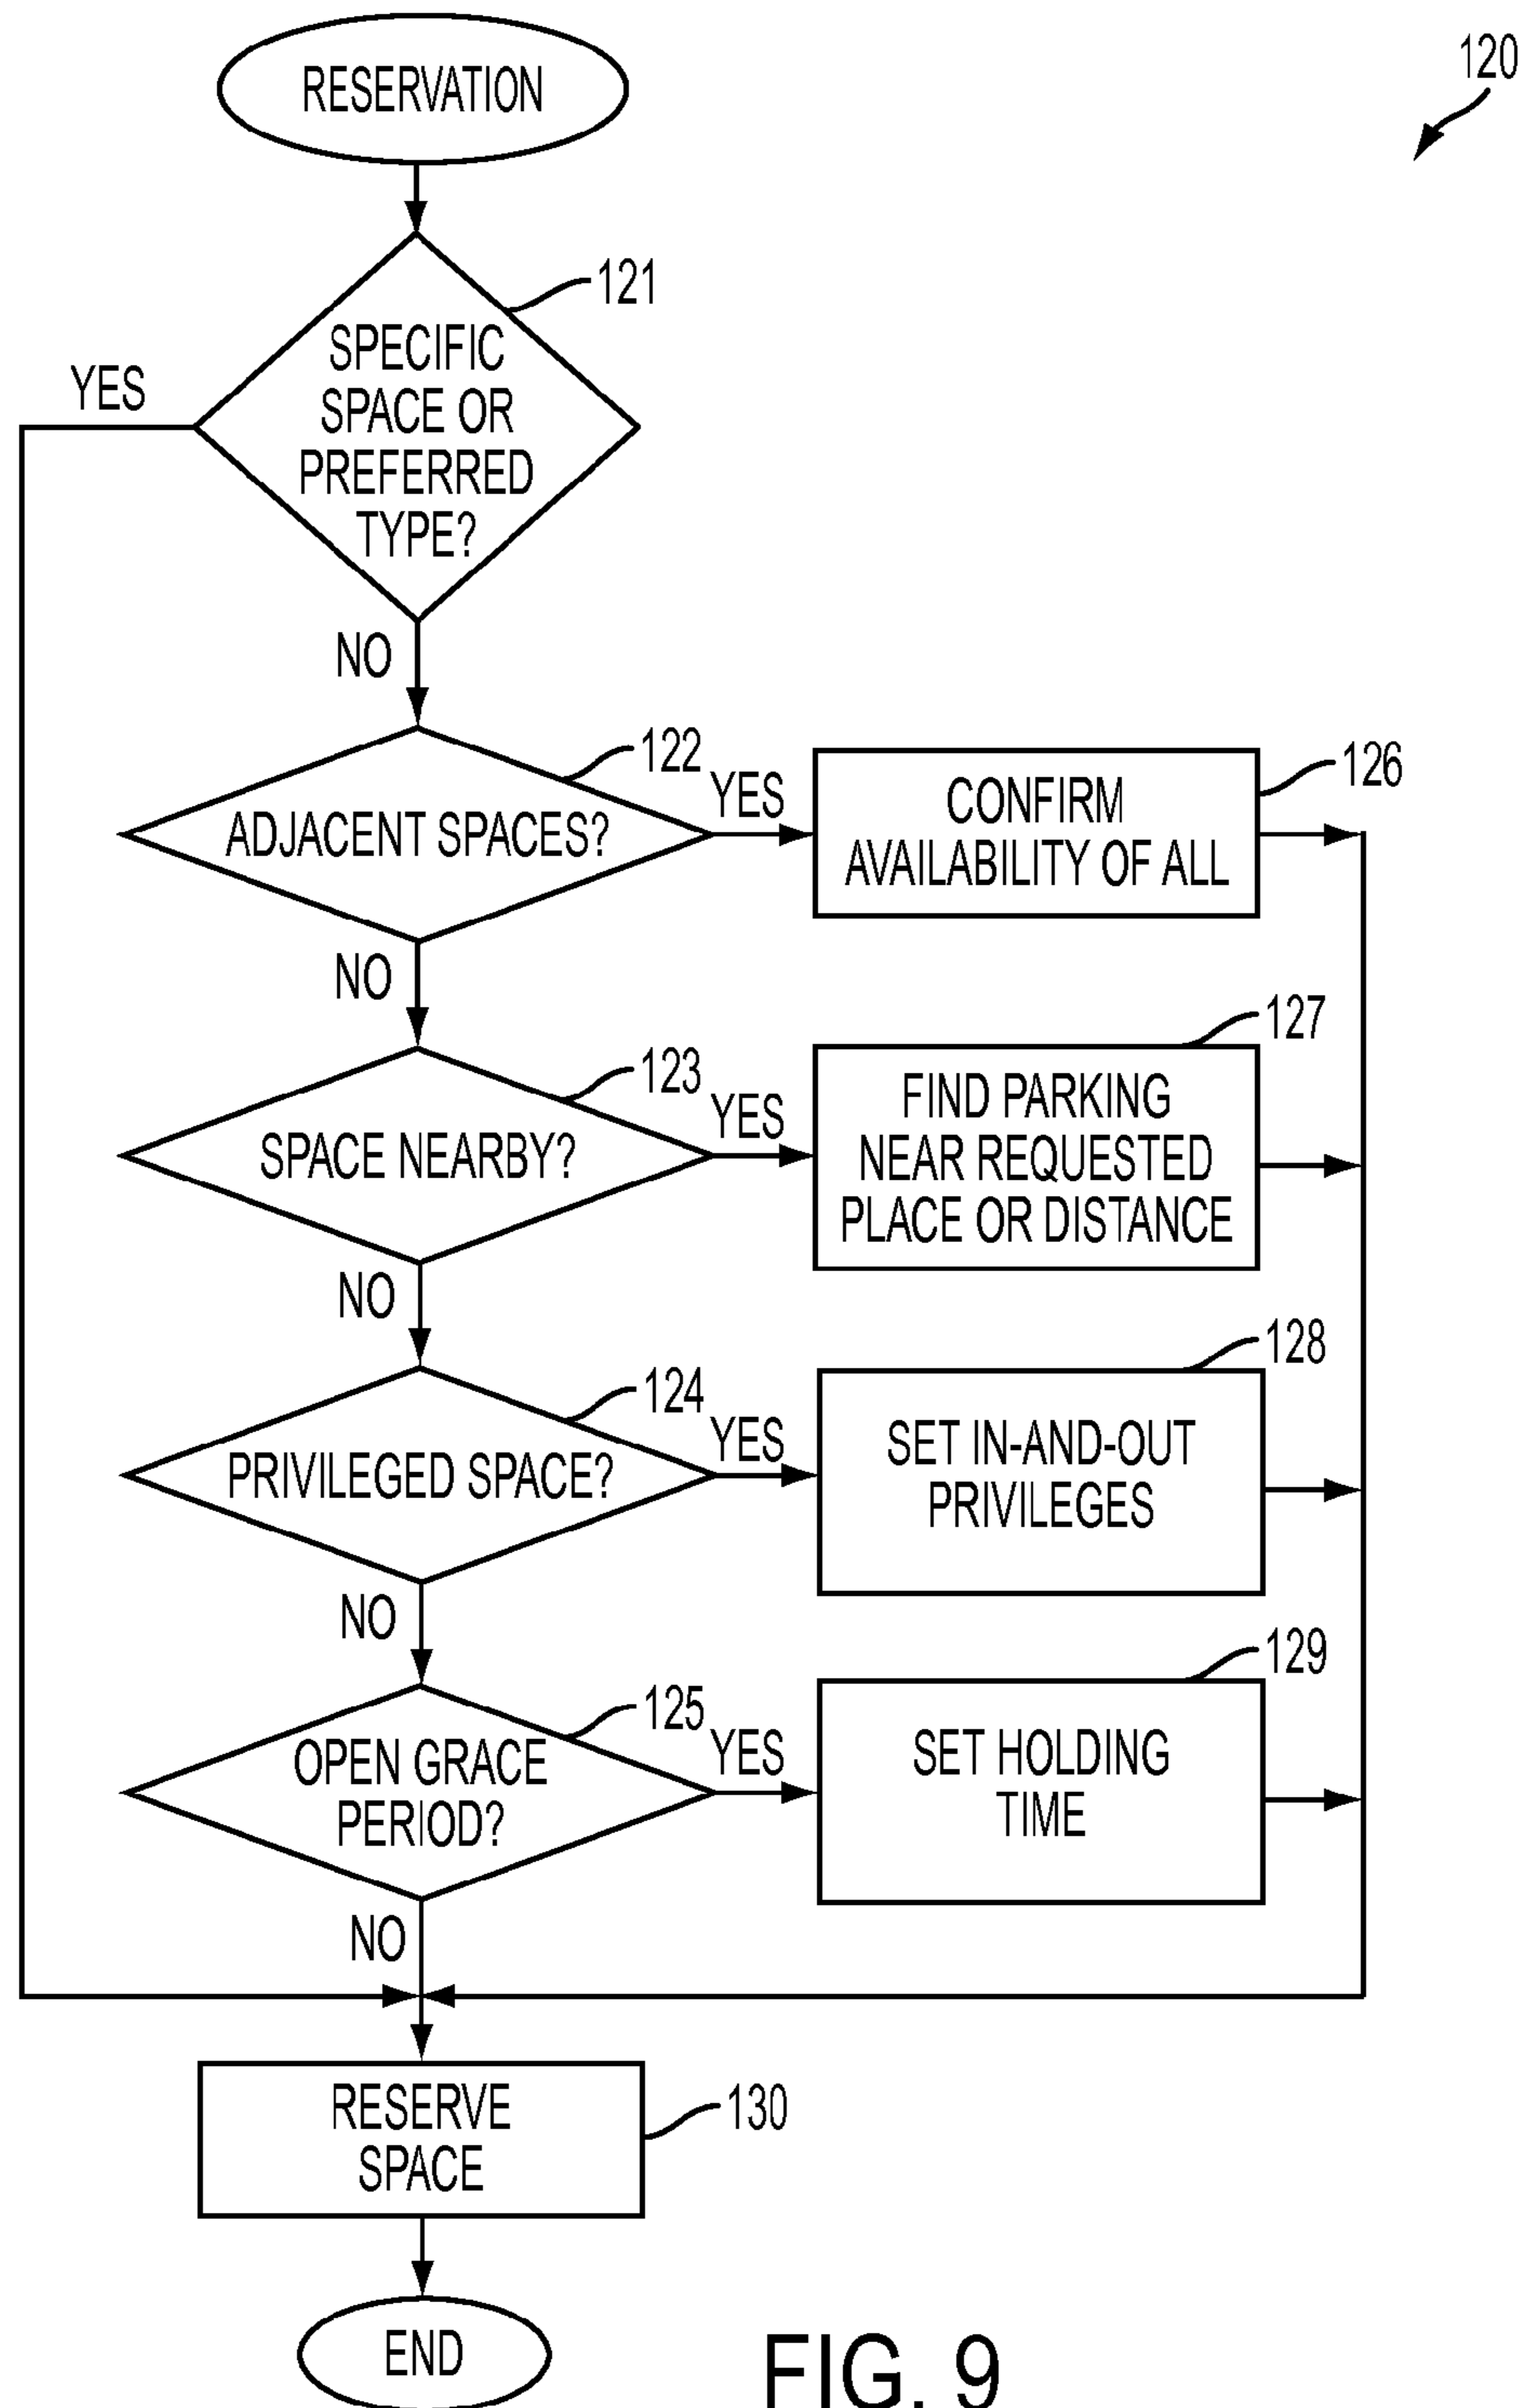 RESERVATION
120
121
SPECIFIC
SPACE OR
PREFERRED
TYPE?
YES
NO
122
ADJACENT SPACES?
YES
CONFIRM
AVAILABILITY OF ALL
126
NO
123
SPACE NEARBY?
YES
127
FIND PARKING
NEAR REQUESTED
PLACE OR DISTANCE
NO
124
PRIVILEGED SPACE?
YES
128
SET IN-AND-OUT
PRIVILEGES
NO
125
OPEN GRACE
PERIOD?
YES
129
SET HOLDING
TIME
NO
RESERVE
SPACE
130
END
FIG. 9